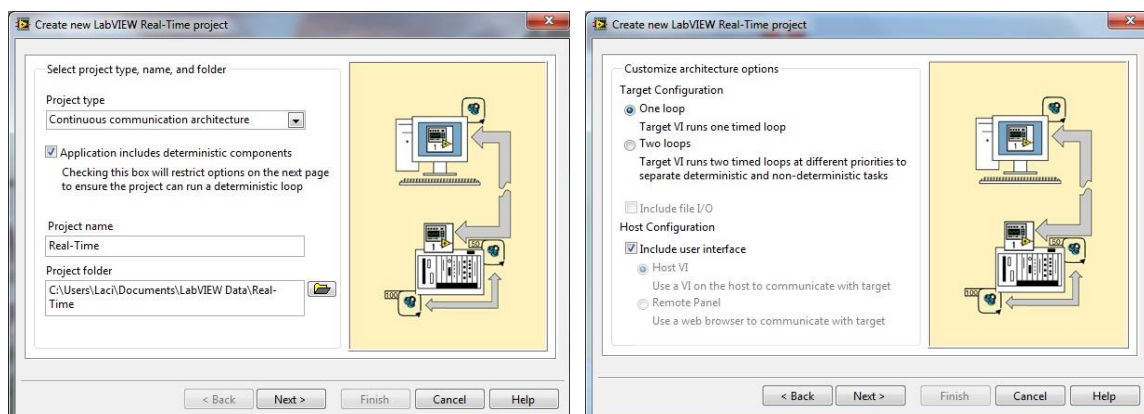 Create new LabVIEW Real-Time project
Select project type, name, and folder
Project type
Continuous communication architecture
Application includes deterministic components
Checking this box will restrict options on the next page
to ensure the project can run a deterministic loop
Project name
Real-Time
Project folder
C:\Users\Laci\Documents\LabVIEW Data\Real-
Time
50
100
< Back Next > Finish Cancel Help
Create new LabVIEW Real-Time project
Customize architecture options
Target Configuration
One loop
Target VI runs one timed loop
Two loops
Target VI runs two timed loops at different priorities to
separate deterministic and non-deterministic tasks
Include file I/O
Host Configuration
Include user interface
Host VI
Use a VI on the host to communicate with target
Remote Panel
Use a web browser to communicate with target
50
100
< Back Next > Finish Cancel Help